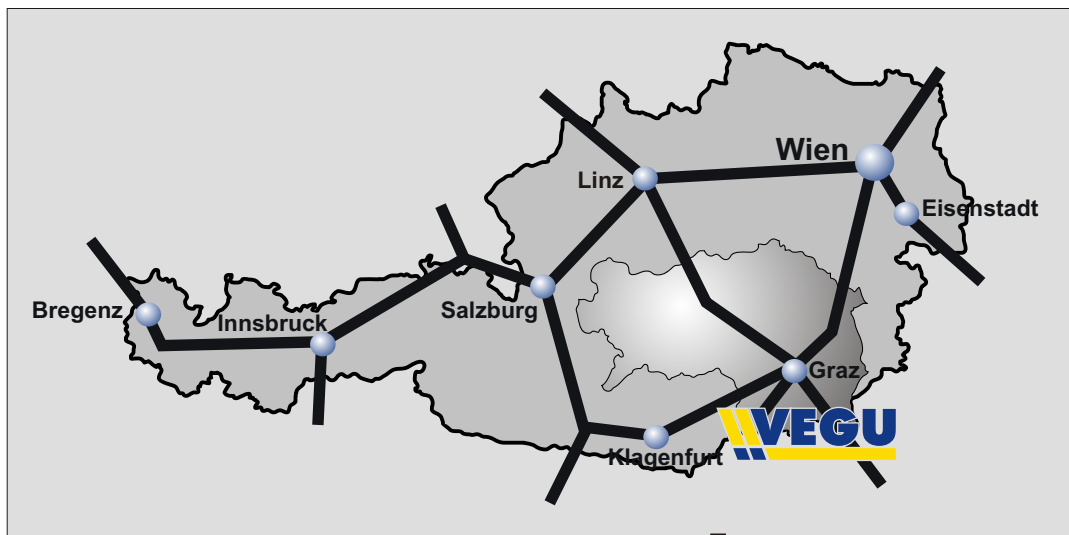 Wien
Linz
Eisenstadt
Salzburg
Bregenz
Innsbruck
Graz
VEGU
Klagenfurt